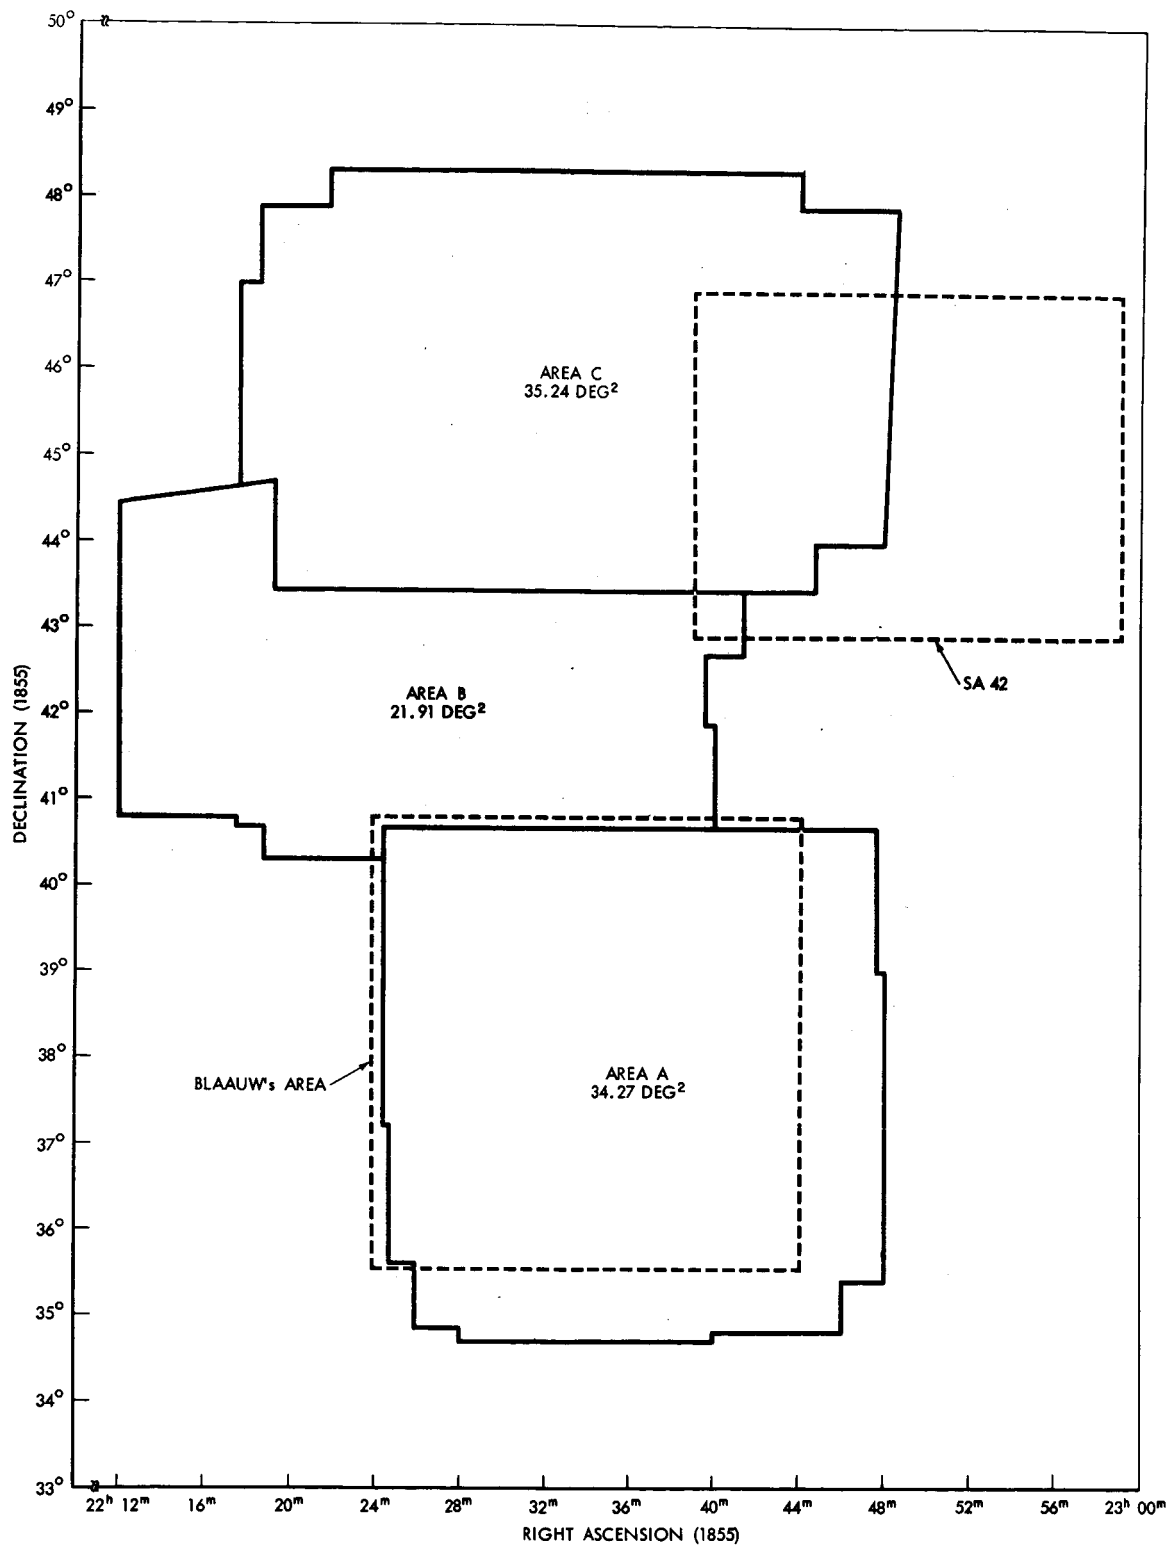 50°
49°
48°
47°
46°
45°
44°
43°
42°
41°
40°
39°
38°
37°
36°
35°
34°
33°
DECLINATION (1855)
AREA C
35.24 DEG²
AREA B
21.91 DEG²
SA 42
BLAAUW's AREA
AREA A
34.27 DEG²
22ʰ 12ᵐ 16ᵐ 20ᵐ 24ᵐ 28ᵐ 32ᵐ 36ᵐ 40ᵐ 44ᵐ 48ᵐ 52ᵐ 56ᵐ 23ʰ 00ᵐ
RIGHT ASCENSION (1855)